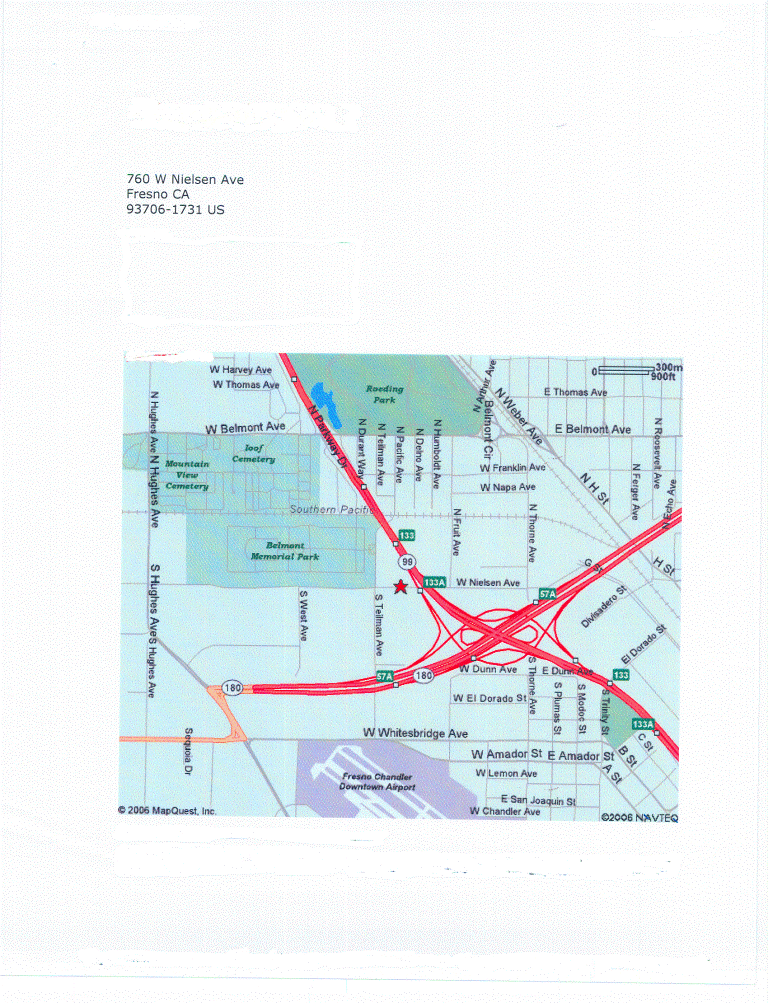 760 W Nielsen Ave
Fresno CA
93706-1731 US
W Harvey Ave
W Thomas Ave
Roeding
Park
N Arthur Ave
0 300m
900ft
E Thomas Ave
N Hughes Ave
N Parkway Dr
Belmont Cir
N Weber Ave
W Belmont Ave
E Belmont Ave
N Durant Way
N Teilman Ave
N Pacific Ave
N Delno Ave
N Humboldt Ave
N Roosevelt Ave
Ioof
Cemetery
Mountain
View
Cemetery
N Hughes Ave
W Franklin Ave
W Napa Ave
N H St
N Ferger Ave
N Echo Ave
Southern Pacific
N Fruit Ave
N Thorne Ave
133
Belmont
Memorial Park
99
G St
H St
133A
W Nielsen Ave
57A
S Hughes Ave
S West Ave
S Teilman Ave
Divisadero St
El Dorado St
S Hughes Ave
57A
180
180
W Dunn Ave
E Dunn Ave
133
S Thorne Ave
S Plumas St
S Modoc St
S Trinity St
W El Dorado St
133A
Sequoia Dr
W Whitesbridge Ave
C St
B St
A St
W Amador St
E Amador St
Fresno Chandler
Downtown Airport
W Lemon Ave
E San Joaquin St
W Chandler Ave
© 2006 MapQuest, Inc.
©2006 NAVTEQ